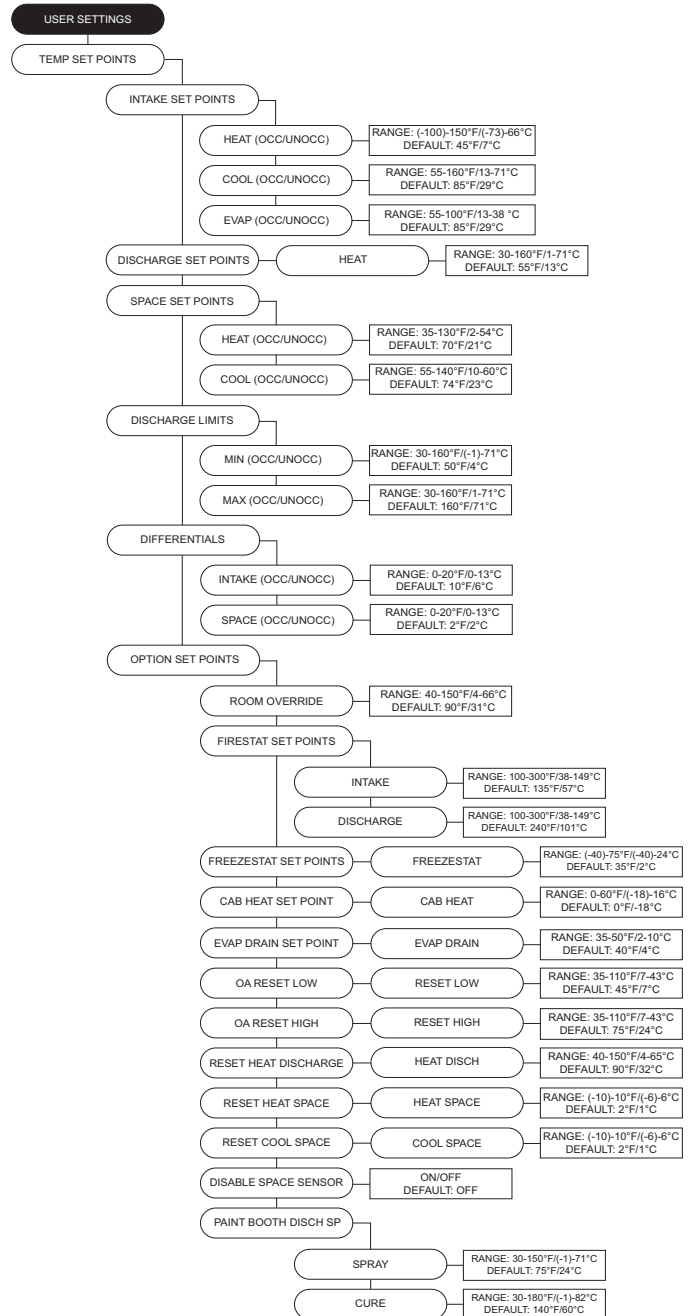 USER SETTINGS
TEMP SET POINTS
INTAKE SET POINTS
HEAT (OCC/UNOCC)
RANGE: (-100)-150°F/(-73)-66°C
DEFAULT: 45°F/7°C
COOL (OCC/UNOCC)
RANGE: 55-160°F/13-71°C
DEFAULT: 85°F/29°C
EVAP (OCC/UNOCC)
RANGE: 55-100°F/13-38 °C
DEFAULT: 85°F/29°C
DISCHARGE SET POINTS
HEAT
RANGE: 30-160°F/1-71°C
DEFAULT: 55°F/13°C
SPACE SET POINTS
HEAT (OCC/UNOCC)
RANGE: 35-130°F/2-54°C
DEFAULT: 70°F/21°C
COOL (OCC/UNOCC)
RANGE: 55-140°F/10-60°C
DEFAULT: 74°F/23°C
DISCHARGE LIMITS
MIN (OCC/UNOCC)
RANGE: 30-160°F/(-1)-71°C
DEFAULT: 50°F/4°C
MAX (OCC/UNOCC)
RANGE: 30-160°F/1-71°C
DEFAULT: 160°F/71°C
DIFFERENTIALS
INTAKE (OCC/UNOCC)
RANGE: 0-20°F/0-13°C
DEFAULT: 10°F/6°C
SPACE (OCC/UNOCC)
RANGE: 0-20°F/0-13°C
DEFAULT: 2°F/2°C
OPTION SET POINTS
ROOM OVERRIDE
RANGE: 40-150°F/4-66°C
DEFAULT: 90°F/31°C
FIRESTAT SET POINTS
INTAKE
RANGE: 100-300°F/38-149°C
DEFAULT: 135°F/57°C
DISCHARGE
RANGE: 100-300°F/38-149°C
DEFAULT: 240°F/101°C
FREEZESTAT SET POINTS
FREEZESTAT
RANGE: (-40)-75°F/(-40)-24°C
DEFAULT: 35°F/2°C
CAB HEAT SET POINT
CAB HEAT
RANGE: 0-60°F/(-18)-16°C
DEFAULT: 0°F/-18°C
EVAP DRAIN SET POINT
EVAP DRAIN
RANGE: 35-50°F/2-10°C
DEFAULT: 40°F/4°C
OA RESET LOW
RESET LOW
RANGE: 35-110°F/7-43°C
DEFAULT: 45°F/7°C
OA RESET HIGH
RESET HIGH
RANGE: 35-110°F/7-43°C
DEFAULT: 75°F/24°C
RESET HEAT DISCHARGE
HEAT DISCH
RANGE: 40-150°F/4-65°C
DEFAULT: 90°F/32°C
RESET HEAT SPACE
HEAT SPACE
RANGE: (-10)-10°F/(-6)-6°C
DEFAULT: 2°F/1°C
RESET COOL SPACE
COOL SPACE
RANGE: (-10)-10°F/(-6)-6°C
DEFAULT: 2°F/1°C
DISABLE SPACE SENSOR
ON/OFF
DEFAULT: OFF
PAINT BOOTH DISCH SP
SPRAY
RANGE: 30-150°F/(-1)-71°C
DEFAULT: 75°F/24°C
CURE
RANGE: 30-180°F/(-1)-82°C
DEFAULT: 140°F/60°C